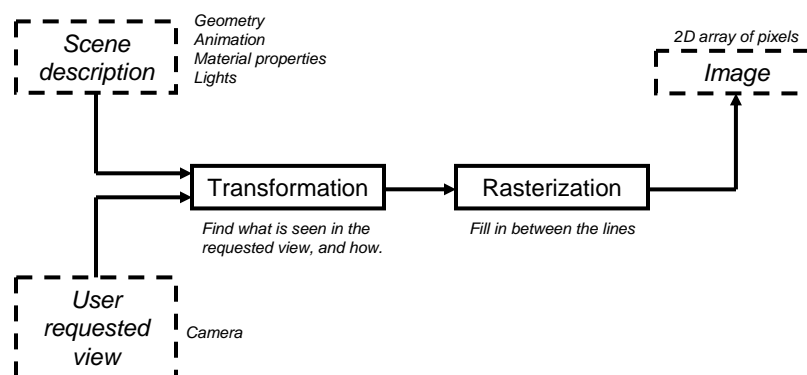 Scene
description
Geometry
Animation
Material properties
Lights
2D array of pixels
Image
Transformation
Find what is seen in the
requested view, and how.
Rasterization
Fill in between the lines
User
requested
view
Camera